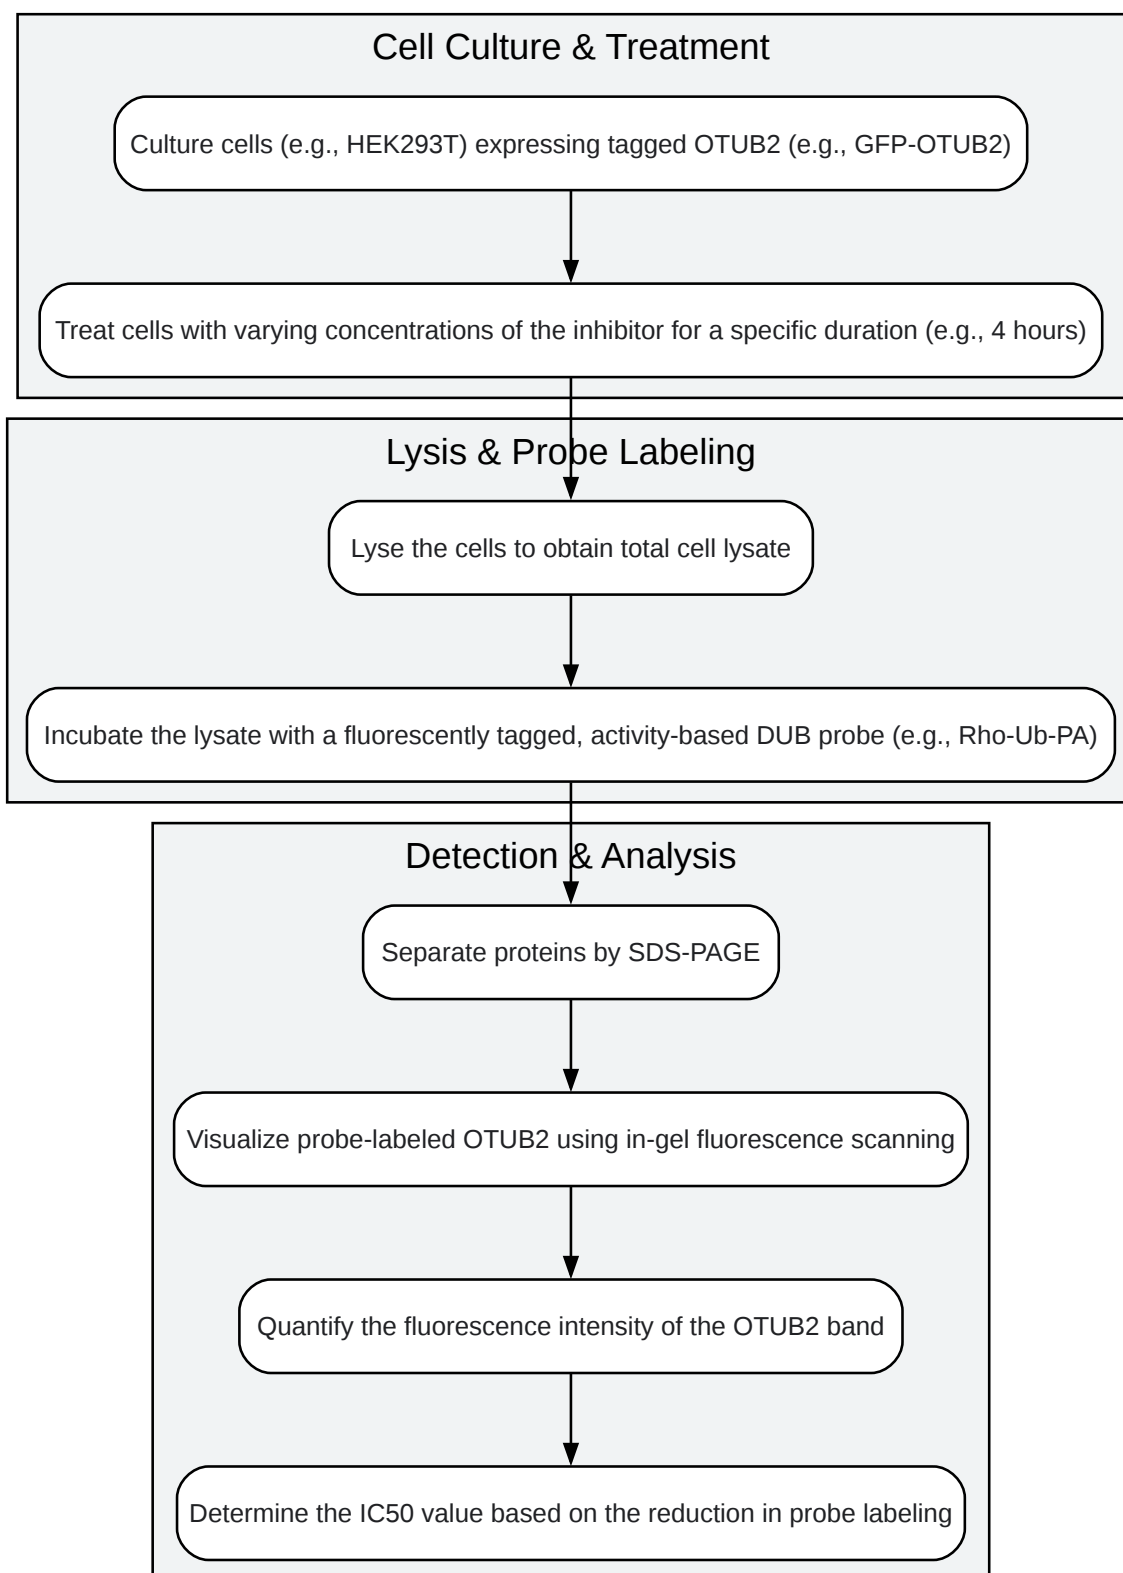 Cell Culture & Treatment
Culture cells (e.g., HEK293T) expressing tagged OTUB2 (e.g., GFP-OTUB2)
Treat cells with varying concentrations of the inhibitor for a specific duration (e.g., 4 hours)
Lysis & Probe Labeling
Lyse the cells to obtain total cell lysate
Incubate the lysate with a fluorescently tagged, activity-based DUB probe (e.g., Rho-Ub-PA)
Detection & Analysis
Separate proteins by SDS-PAGE
Visualize probe-labeled OTUB2 using in-gel fluorescence scanning
Quantify the fluorescence intensity of the OTUB2 band
Determine the IC50 value based on the reduction in probe labeling